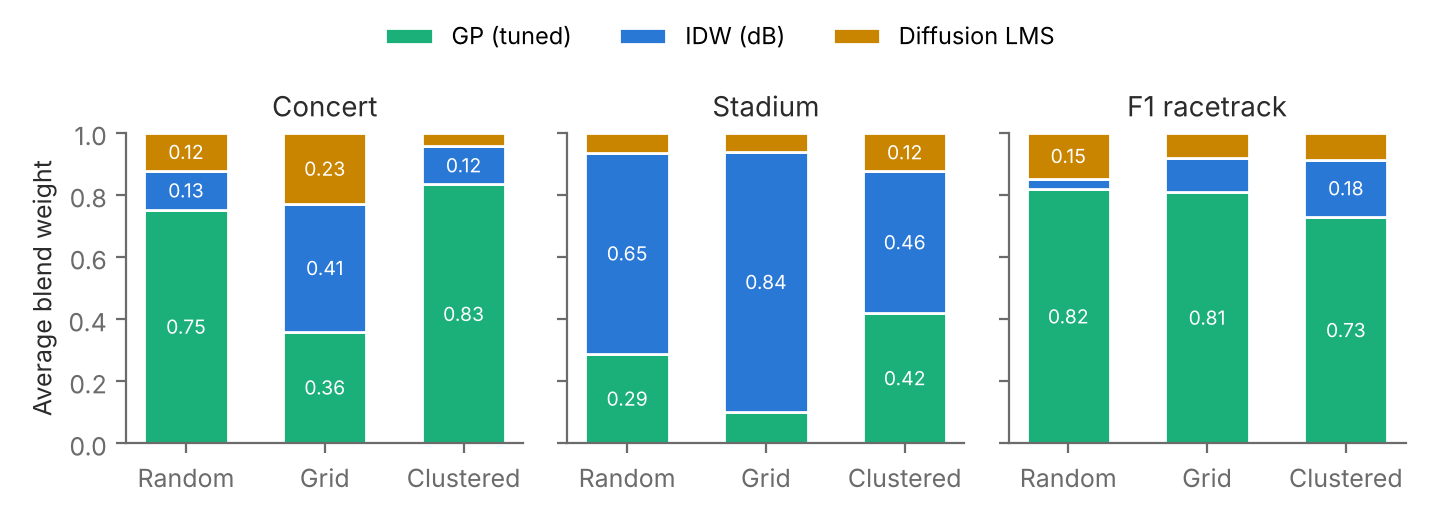 GP (tuned) IDW (dB) Diffusion LMS
Concert Stadium F1 racetrack
Average blend weight
1.0
0.8
0.6
0.4
0.2
0.0
0.12 0.13 0.75
0.23 0.41 0.36
0.12 0.83
0.65 0.29
0.84
0.12 0.46 0.42
0.15 0.82
0.81
0.18 0.73
Random Grid Clustered Random Grid Clustered Random Grid Clustered